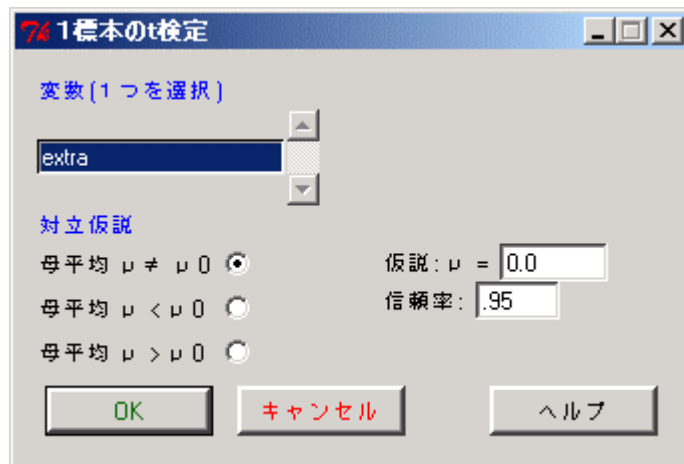 1標本のt検定
変数(1つを選択)
extra
対立仮説
母平均 μ ≠ μ0
仮説: μ = 0.0
母平均 μ < μ0
信頼率: .95
母平均 μ > μ0
OK キャンセル ヘルプ